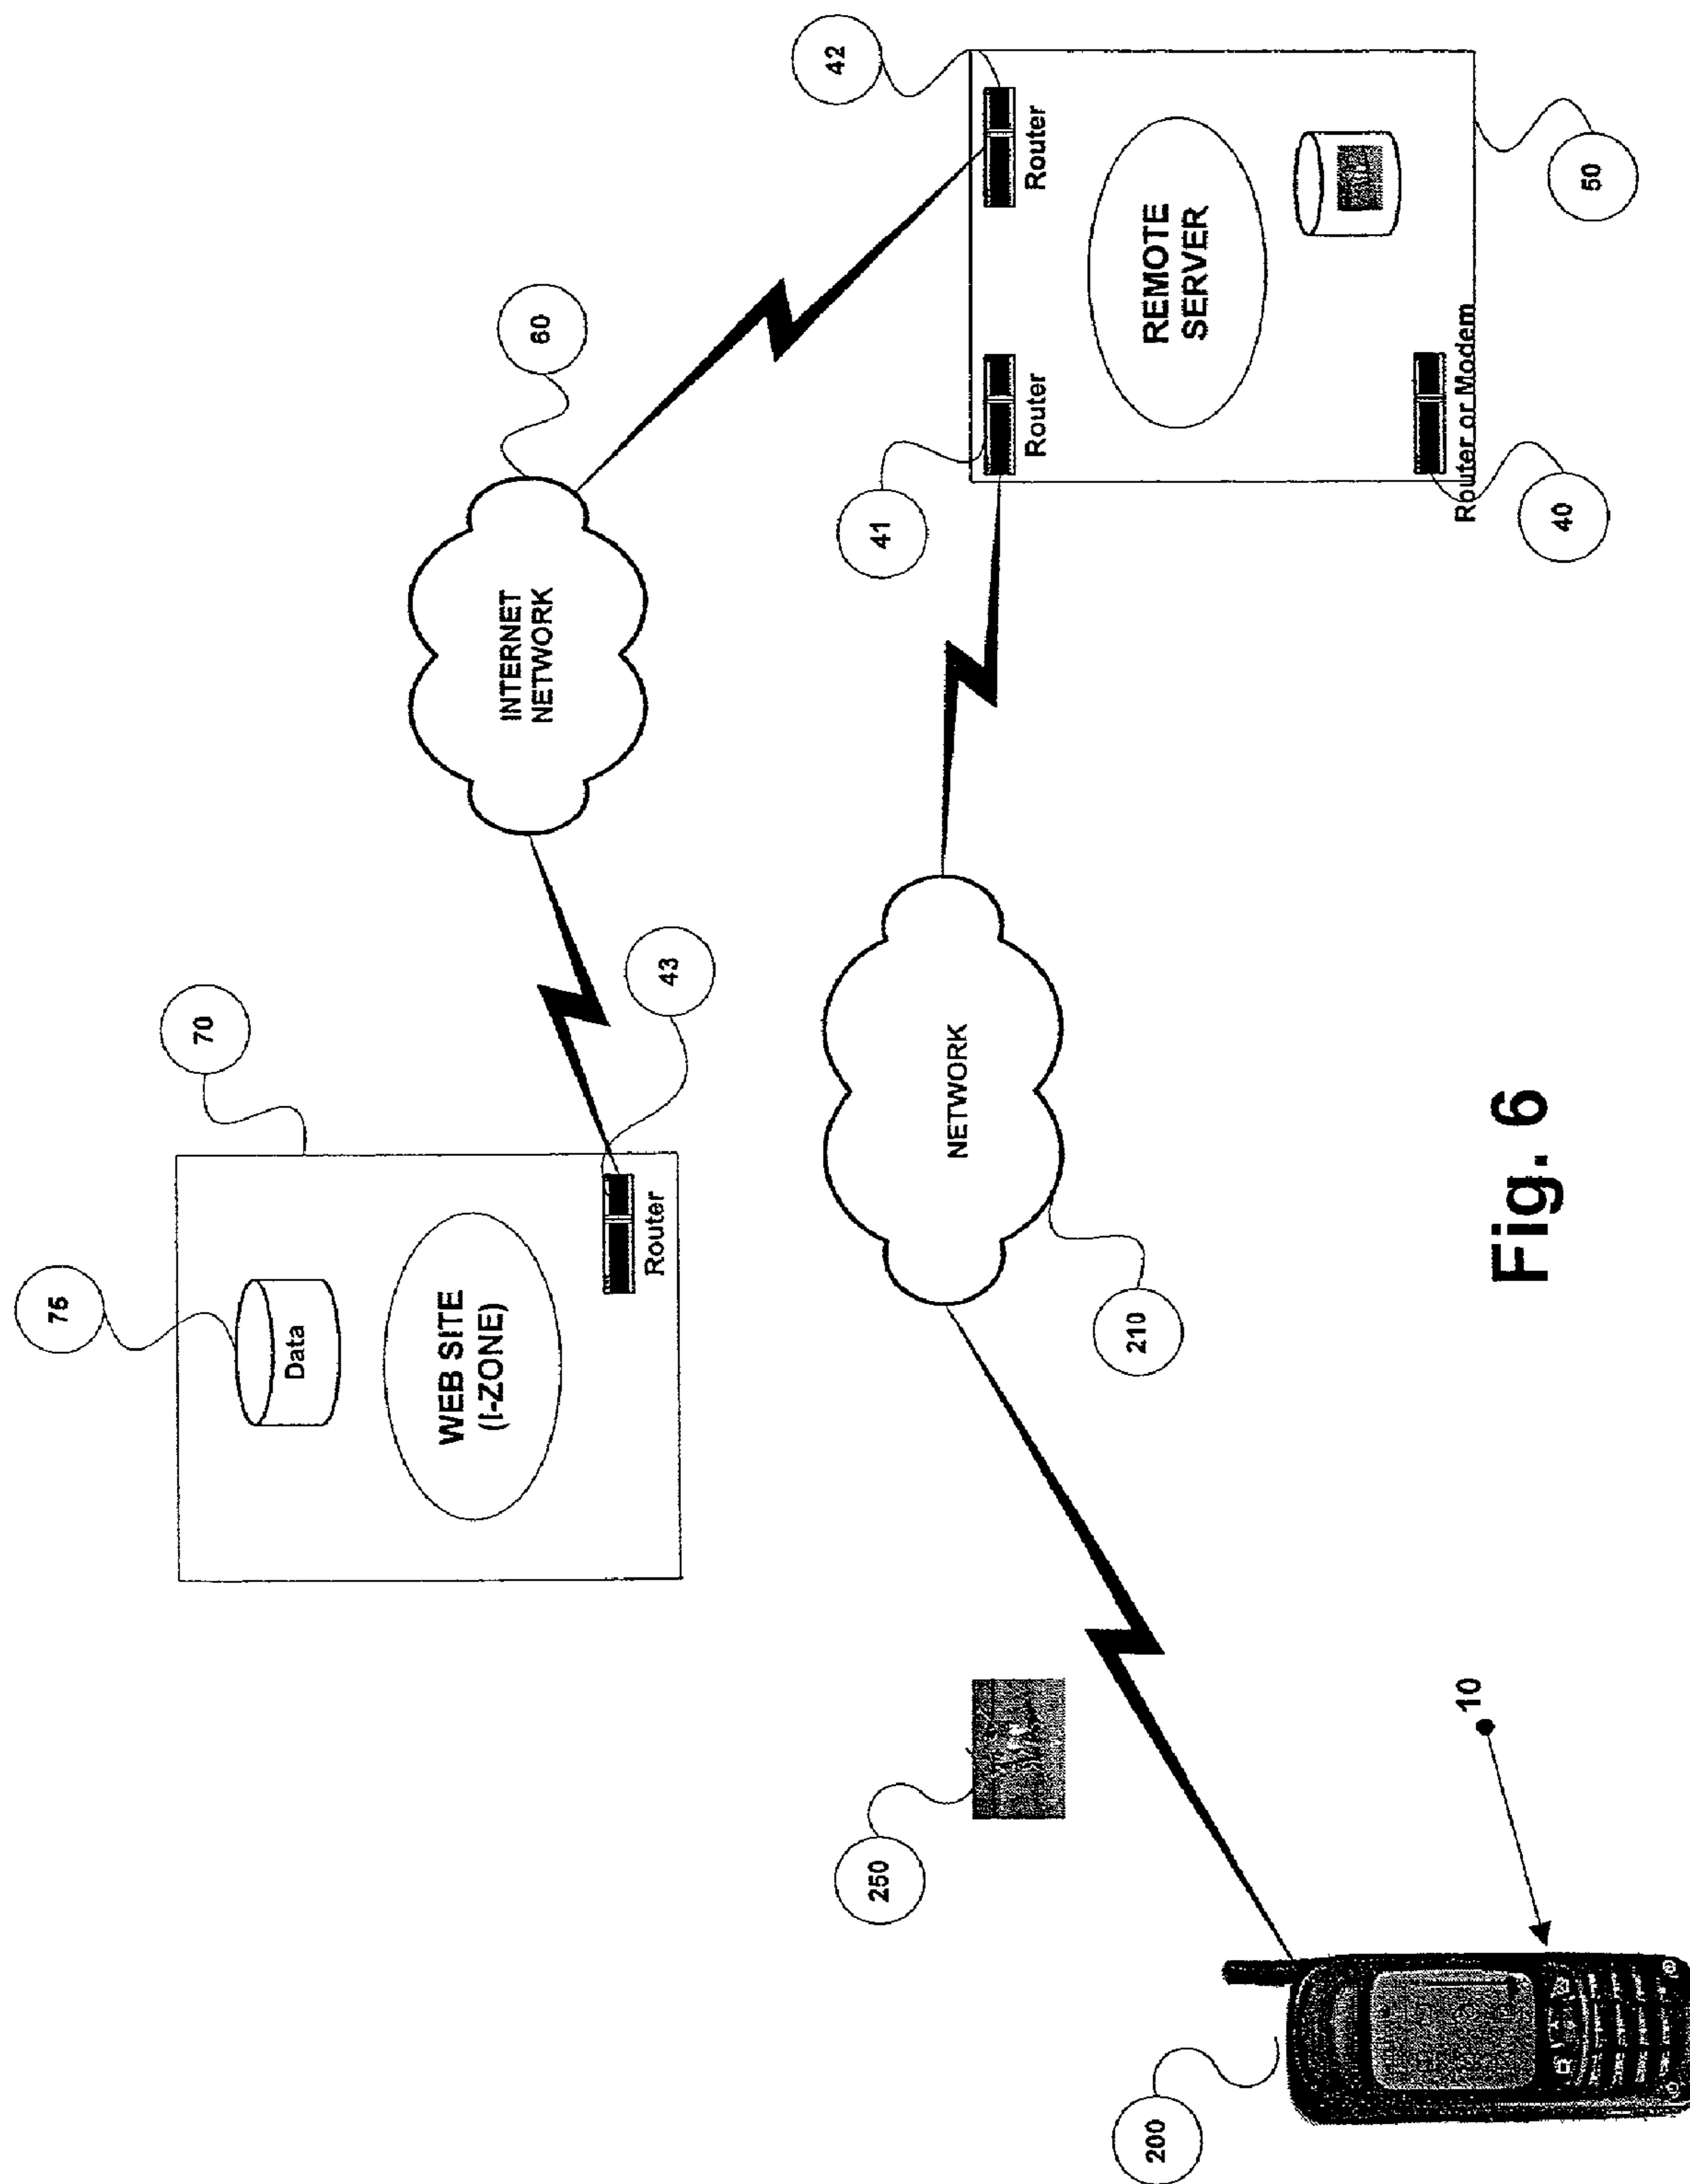 75
70
Data
WEB SITE
(I-ZONE)
Router
43
60
INTERNET
NETWORK
42
Router
41
Router
REMOTE
SERVER
Router or Modem
40
50
NETWORK
210
250
200
10
Fig. 6